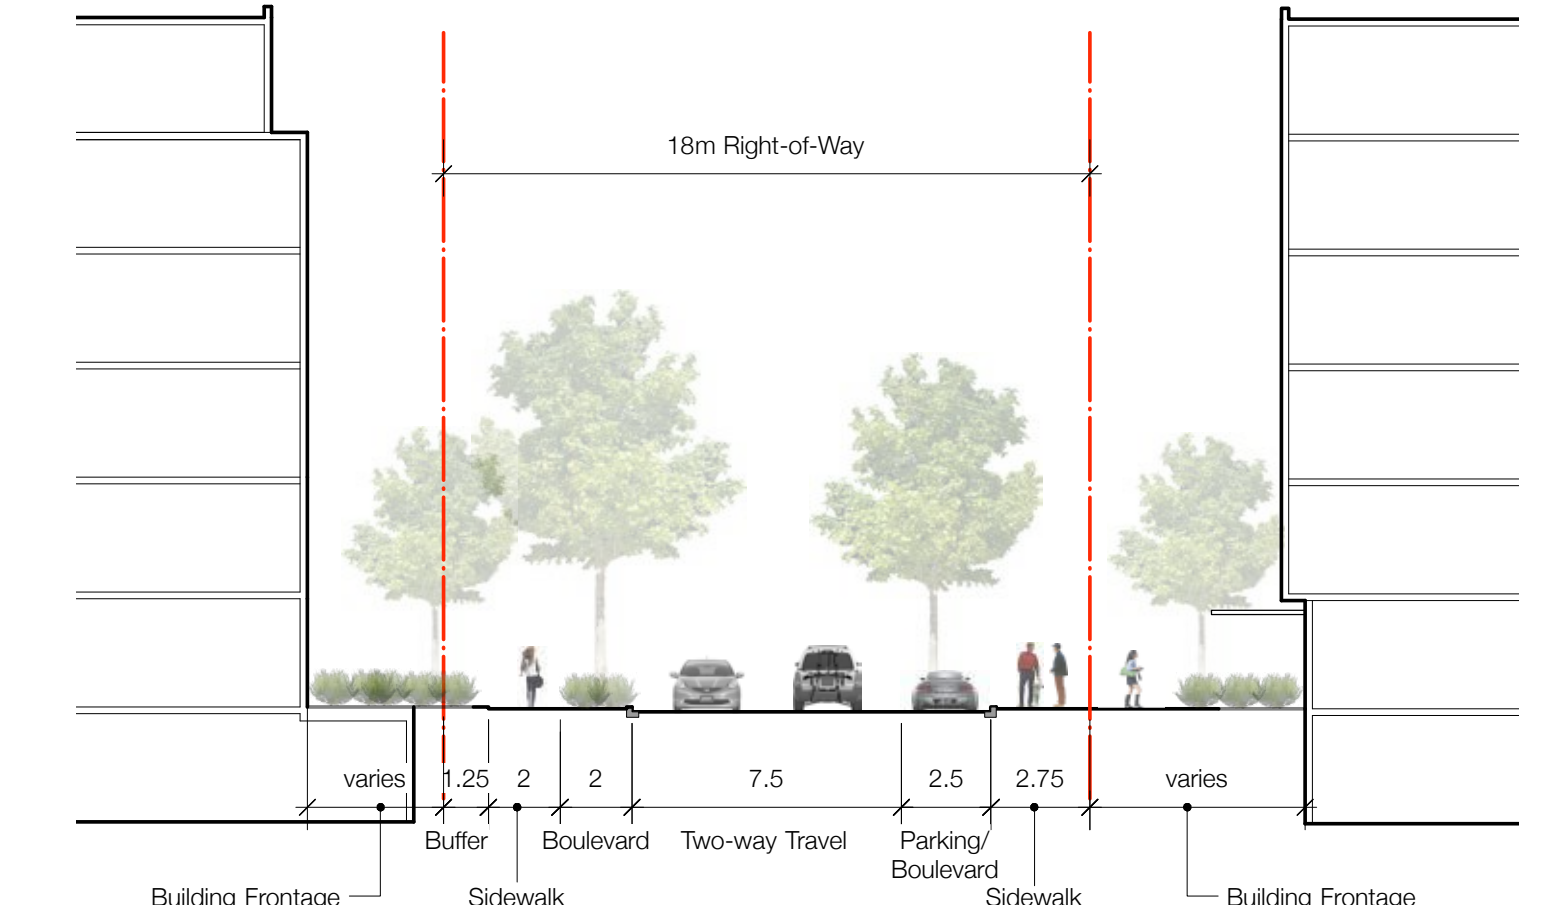 18m Right-of-Way
varies 1.25 2 2 7.5 2.5 2.75 varies
Buffer Boulevard Two-way Travel Parking/
Boulevard
Building Frontage Sidewalk Sidewalk Building Frontage